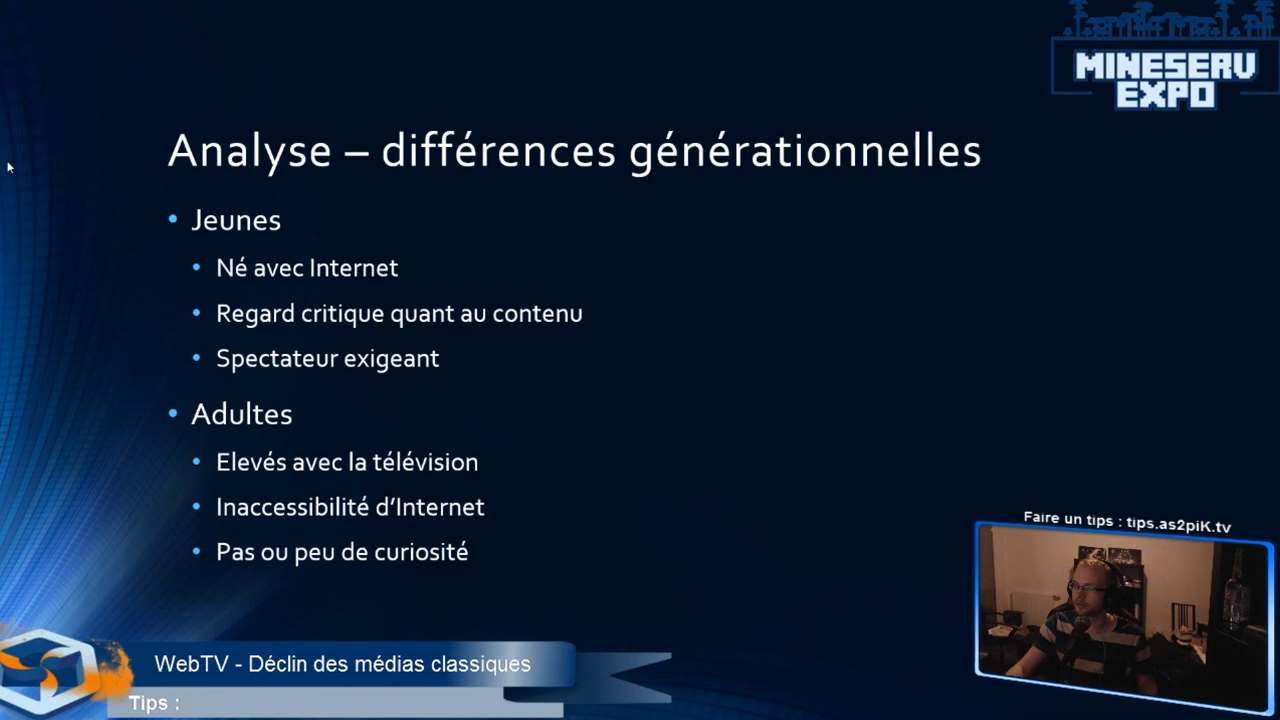 MINESERV
EXPO
Analyse – différences générationnelles
• Jeunes
• Né avec Internet
• Regard critique quant au contenu
• Spectateur exigeant
• Adultes
• Elevés avec la télévision
• Inaccessibilité d’Internet
• Pas ou peu de curiosité
Faire un tips : tips.as2piK.tv
WebTV - Déclin des médias classiques
Tips :